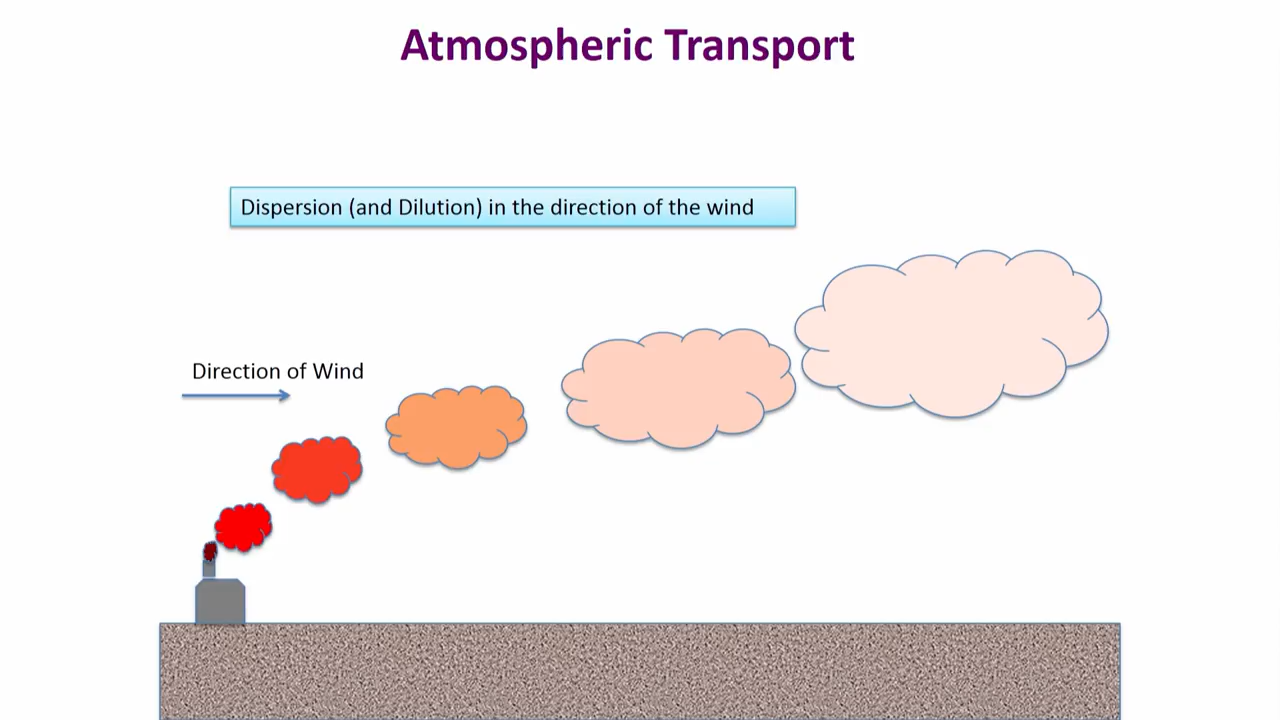 Atmospheric Transport
Dispersion (and Dilution) in the direction of the wind
Direction of Wind